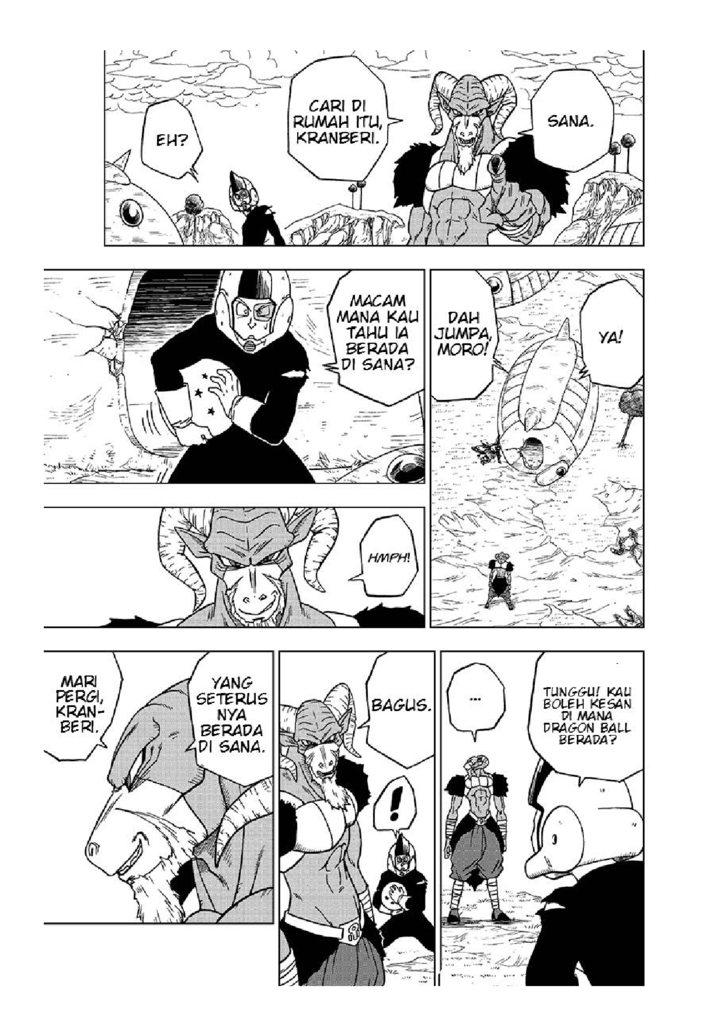 SANA.
CARI DI
RUMAH ITU,
KRANBERI.
EH?
YA!
DAH
JUMPA,
MORO!
MACAM
MANA KAU
TAHU IA
BERADA
DI SANA?
HMPH!
TUNGGU! KAU
BOLEH KESAN
DI MANA
DRAGON BALL
BERADA?
...
BAGUS.
!
YANG
SETERUS
NYA
BERADA
DI SANA.
MARI
PERGI,
KRAN-
BERI.